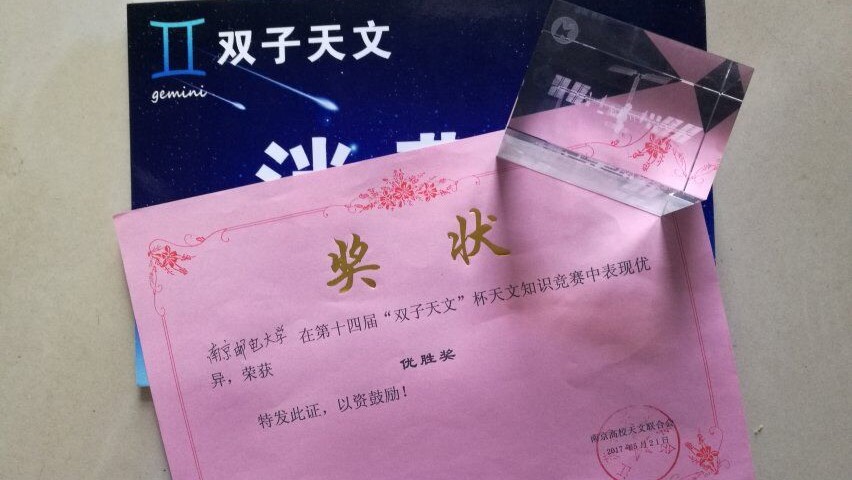 双子天文
gemini
奖状
南京邮电大学 在第十四届“双子天文”杯天文知识竞赛中表现优
异，荣获 优胜奖
特发此证，以资鼓励！
南京高校天文联合会
2017年5月21日